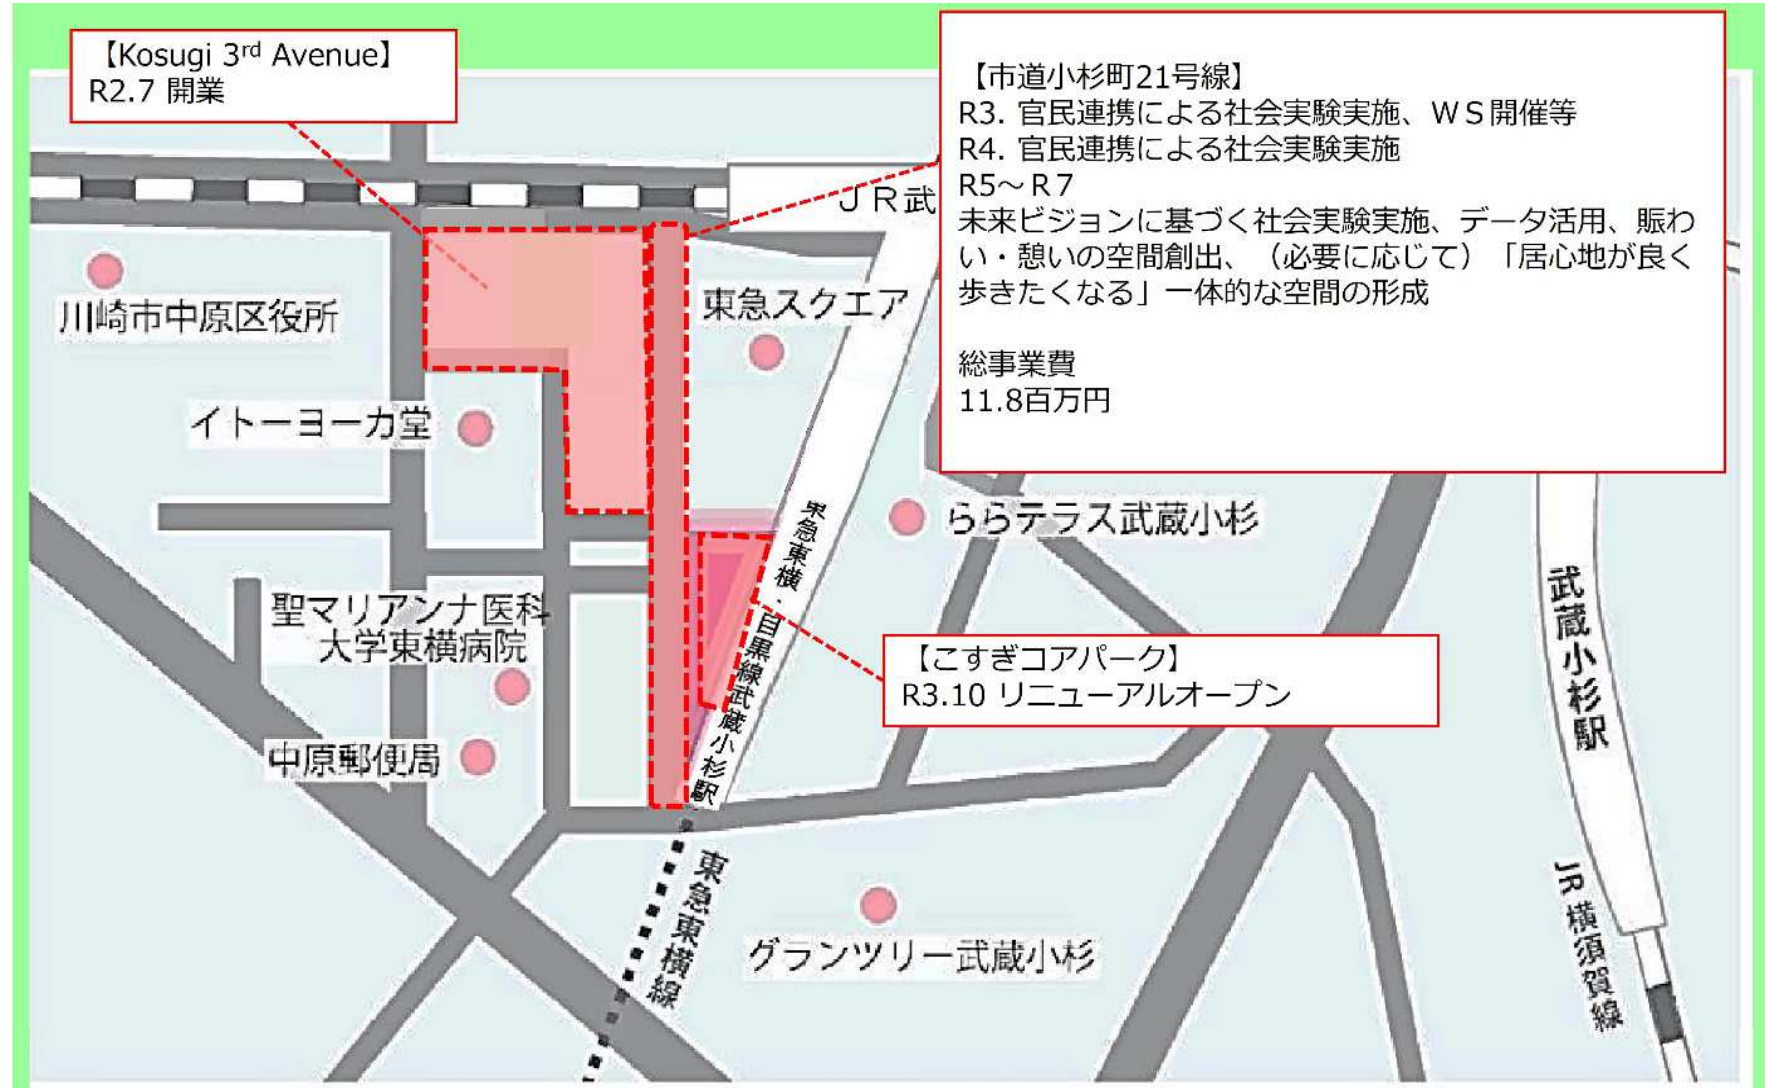 【Kosugi 3rd Avenue】
R2.7 開業
【市道小杉町21号線】
R3. 官民連携による社会実験実施、ＷＳ開催等
R4. 官民連携による社会実験実施
R5～Ｒ７
未来ビジョンに基づく社会実験実施、データ活用、賑わ
い・憩いの空間創出、（必要に応じて）「居心地が良く
歩きたくなる」一体的な空間の形成
総事業費
11.8百万円
ＪＲ武
川崎市中原区役所
東急スクエア
イトーヨーカ堂
ららテラス武蔵小杉
東急東横・目黒線武蔵小杉駅
聖マリアンナ医科
大学東横病院
【こすぎコアパーク】
R3.10 リニューアルオープン
武蔵小杉駅
中原郵便局
東急東横線
グランツリー武蔵小杉
JR横須賀線